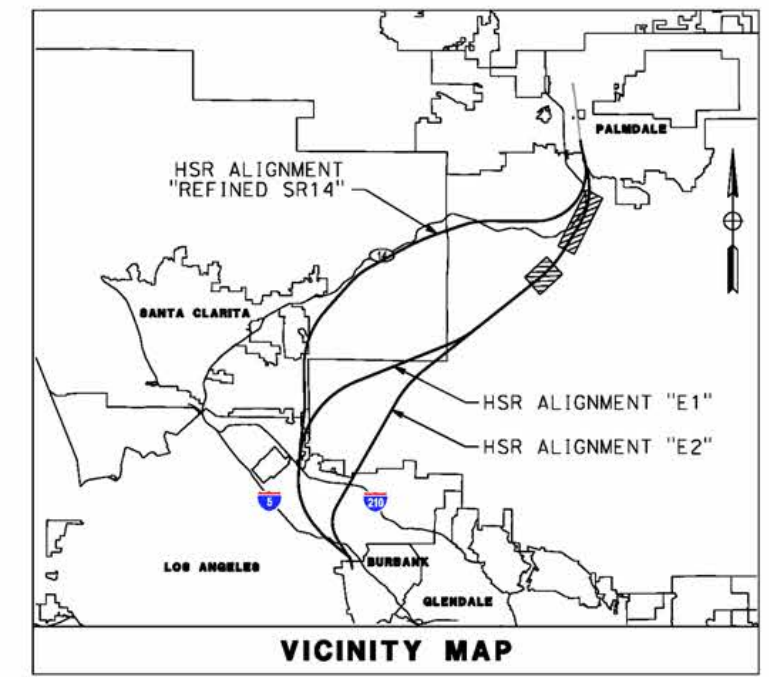 PALMDALE
HSR ALIGNMENT
"REFINED SR14"
14
SANTA CLARITA
HSR ALIGNMENT "E1"
HSR ALIGNMENT "E2"
5
210
LOS ANGELES
BURBANK
GLENDALE
VICINITY MAP